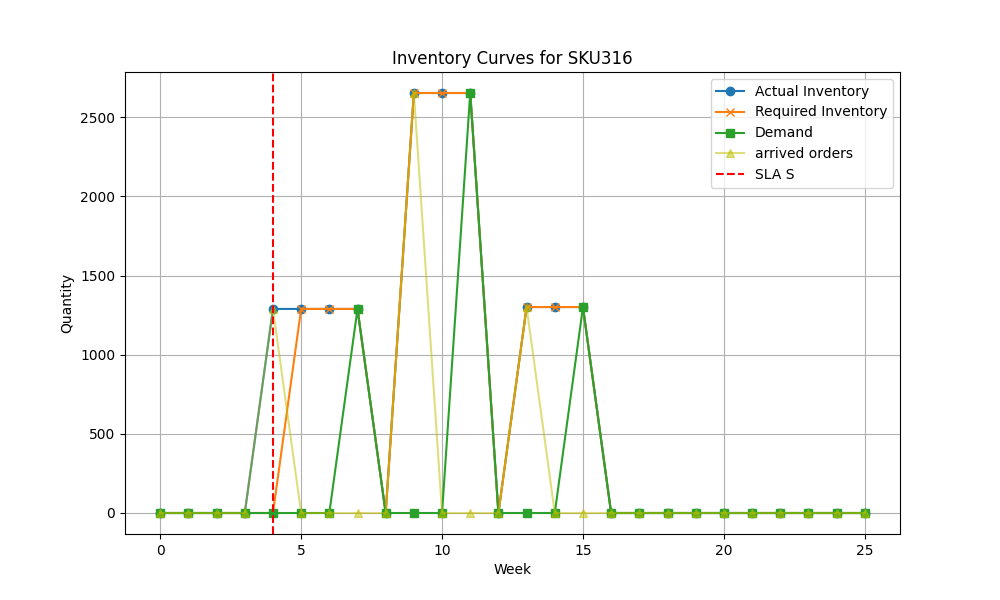 Inventory Curves for SKU316
Actual Inventory
Required Inventory
Demand
arrived orders
SLA S
Quantity
2500
2000
1500
1000
500
0
0 5 10 15 20 25
Week